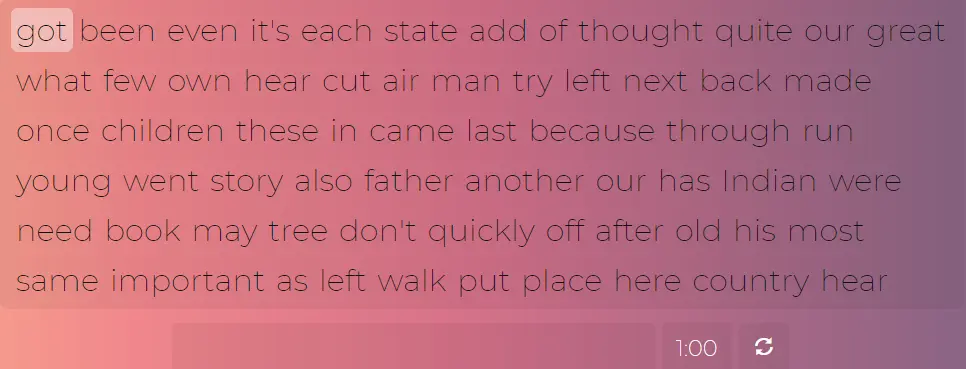 got been even it's each state add of thought quite our great
what few own hear cut air man try left next back made
once children these in came last because through run
young went story also father another our has Indian were
need book may tree don't quickly off after old his most
same important as left walk put place here country hear
1:00